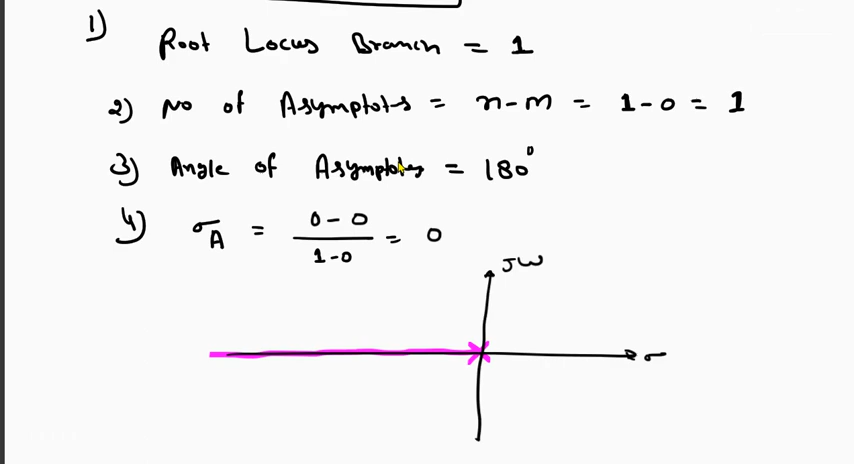 1) Root Locus Branch = 1
2) No of Asymptots = n-m = 1-0 = 1
3) Angle of Asymptotes = 180°
4) σA = 0-0 / 1-0 = 0
Jω
σ